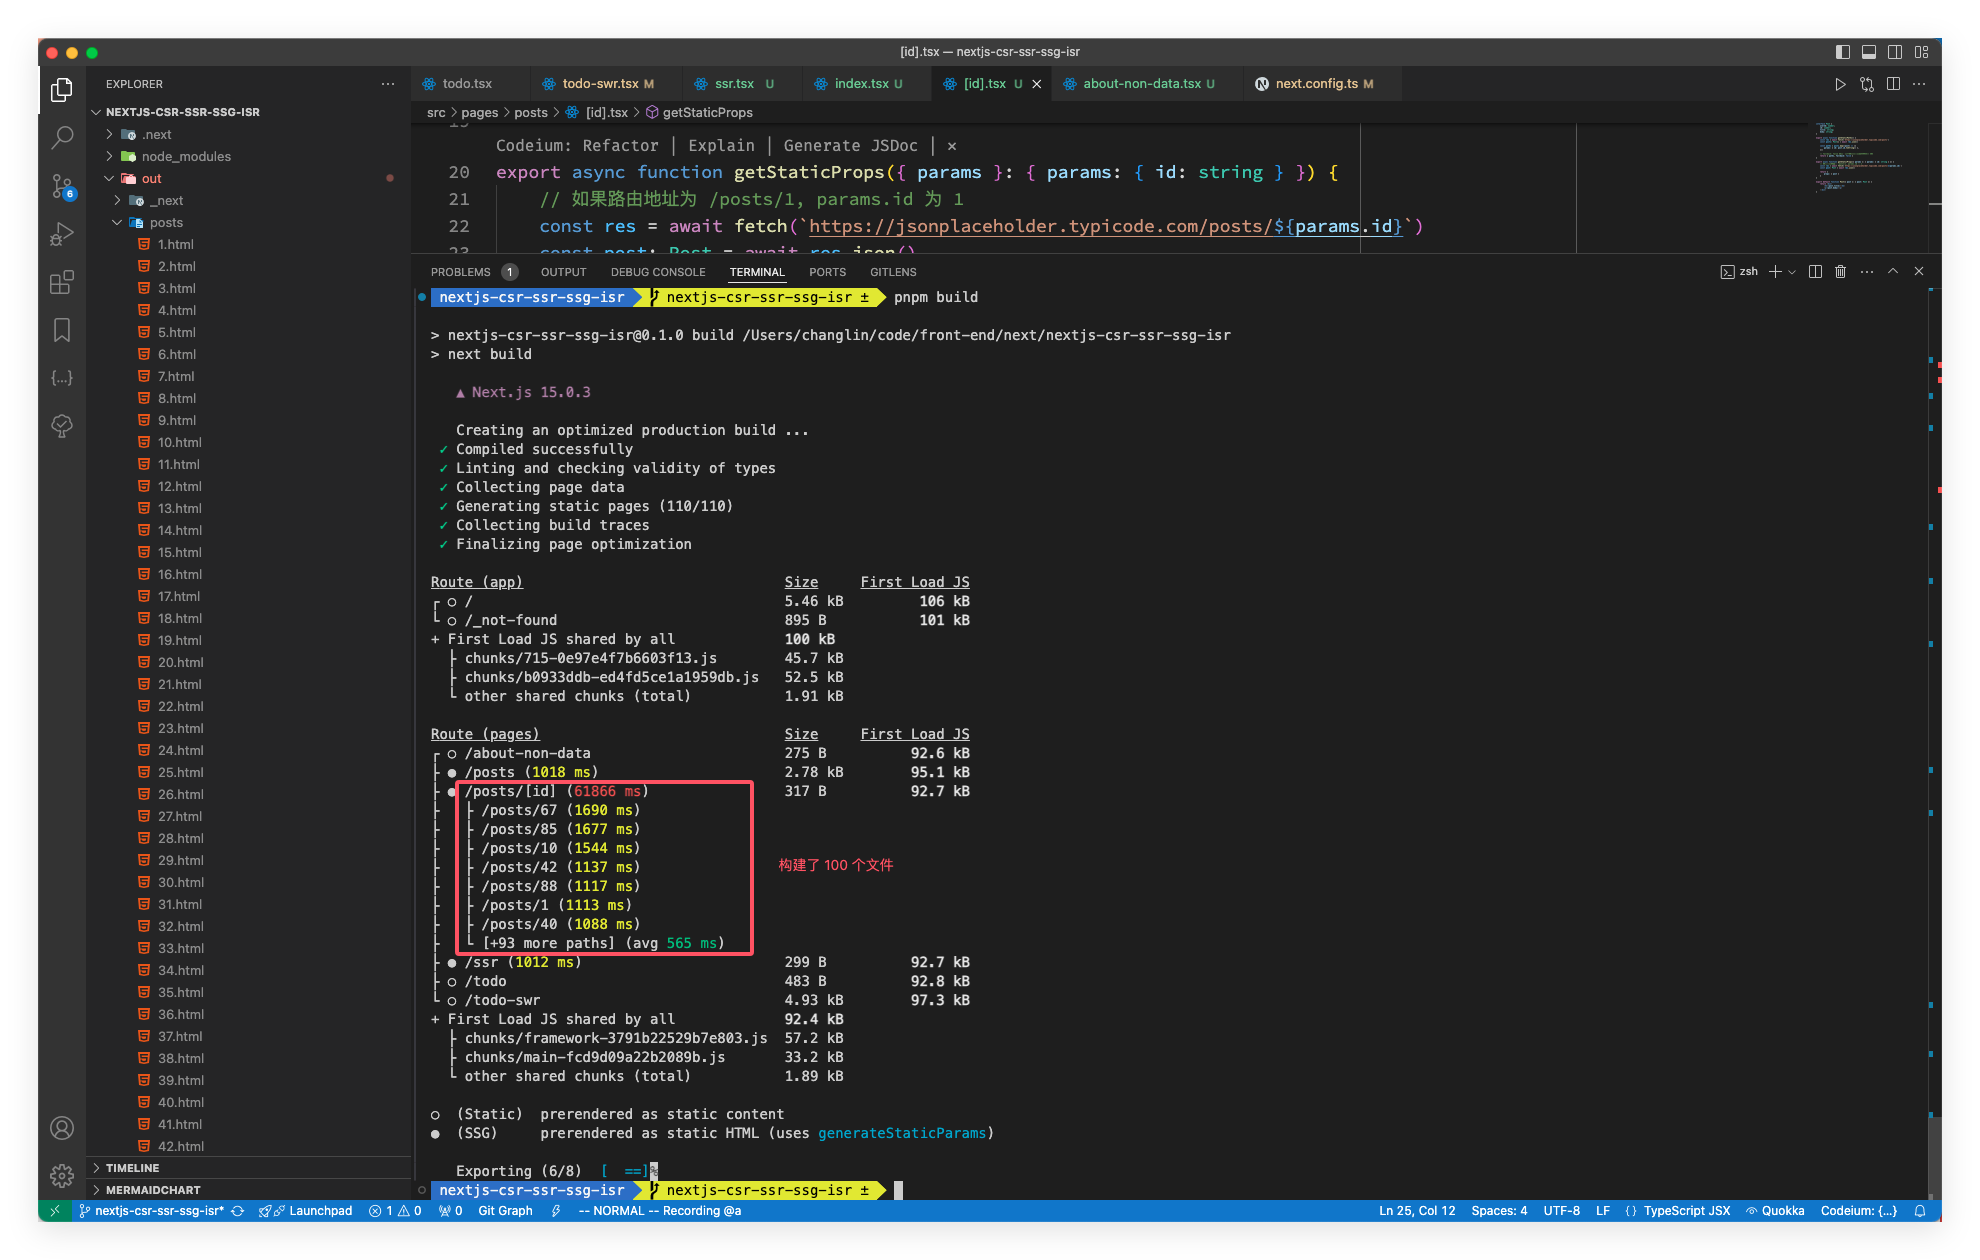 [id].tsx — nextjs-csr-ssr-ssg-isr
EXPLORER
NEXTJS-CSR-SSR-SSG-ISR
.next
node_modules
out
_next
posts
1.html
2.html
3.html
4.html
5.html
6.html
7.html
8.html
9.html
10.html
11.html
12.html
13.html
14.html
15.html
16.html
17.html
18.html
19.html
20.html
21.html
22.html
23.html
24.html
25.html
26.html
27.html
28.html
29.html
30.html
31.html
32.html
33.html
34.html
35.html
36.html
37.html
38.html
39.html
40.html
41.html
42.html
TIMELINE
MERMAIDCHART
6
todo.tsx todo-swr.tsx M ssr.tsx U index.tsx U [id].tsx U about-non-data.tsx U next.config.ts M
src > pages > posts > [id].tsx > getStaticProps
Codeium: Refactor | Explain | Generate JSDoc | ×
20 export async function getStaticProps({ params }: { params: { id: string } }) {
21 // 如果路由地址为 /posts/1, params.id 为 1
22 const res = await fetch(`https://jsonplaceholder.typicode.com/posts/${params.id}`)
23 const post: Post = await res.json()
PROBLEMS 1 OUTPUT DEBUG CONSOLE TERMINAL PORTS GITLENS
zsh
nextjs-csr-ssr-ssg-isr nextjs-csr-ssr-ssg-isr ± pnpm build
> nextjs-csr-ssr-ssg-isr@0.1.0 build /Users/changlin/code/front-end/next/nextjs-csr-ssr-ssg-isr
> next build
▲ Next.js 15.0.3
Creating an optimized production build ...
✓ Compiled successfully
✓ Linting and checking validity of types
✓ Collecting page data
✓ Generating static pages (110/110)
✓ Collecting build traces
✓ Finalizing page optimization
Route (app) Size First Load JS
┌ ○ / 5.46 kB 106 kB
└ ○ /_not-found 895 B 101 kB
+ First Load JS shared by all 100 kB
├ chunks/715-0e97e4f7b6603f13.js 45.7 kB
├ chunks/b0933ddb-ed4fd5ce1a1959db.js 52.5 kB
└ other shared chunks (total) 1.91 kB
Route (pages) Size First Load JS
┌ ○ /about-non-data 275 B 92.6 kB
├ ● /posts (1018 ms) 2.78 kB 95.1 kB
├ ● /posts/[id] (61866 ms) 317 B 92.7 kB
├ ├ /posts/67 (1690 ms)
├ ├ /posts/85 (1677 ms)
├ ├ /posts/10 (1544 ms)
├ ├ /posts/42 (1137 ms)
├ ├ /posts/88 (1117 ms)
├ ├ /posts/1 (1113 ms)
├ ├ /posts/40 (1088 ms)
├ └ [+93 more paths] (avg 565 ms)
构建了 100 个文件
├ ● /ssr (1012 ms) 299 B 92.7 kB
├ ○ /todo 483 B 92.8 kB
└ ○ /todo-swr 4.93 kB 97.3 kB
+ First Load JS shared by all 92.4 kB
├ chunks/framework-3791b22529b7e803.js 57.2 kB
├ chunks/main-fcd9d09a22b2089b.js 33.2 kB
└ other shared chunks (total) 1.89 kB
○ (Static) prerendered as static content
● (SSG) prerendered as static HTML (uses generateStaticParams)
Exporting (6/8) [ ==]%
nextjs-csr-ssr-ssg-isr nextjs-csr-ssr-ssg-isr ±
nextjs-csr-ssr-ssg-isr* Launchpad 1 0 0 Git Graph -- NORMAL -- Recording @a Ln 25, Col 12 Spaces: 4 UTF-8 LF {} TypeScript JSX Quokka Codeium: {...}